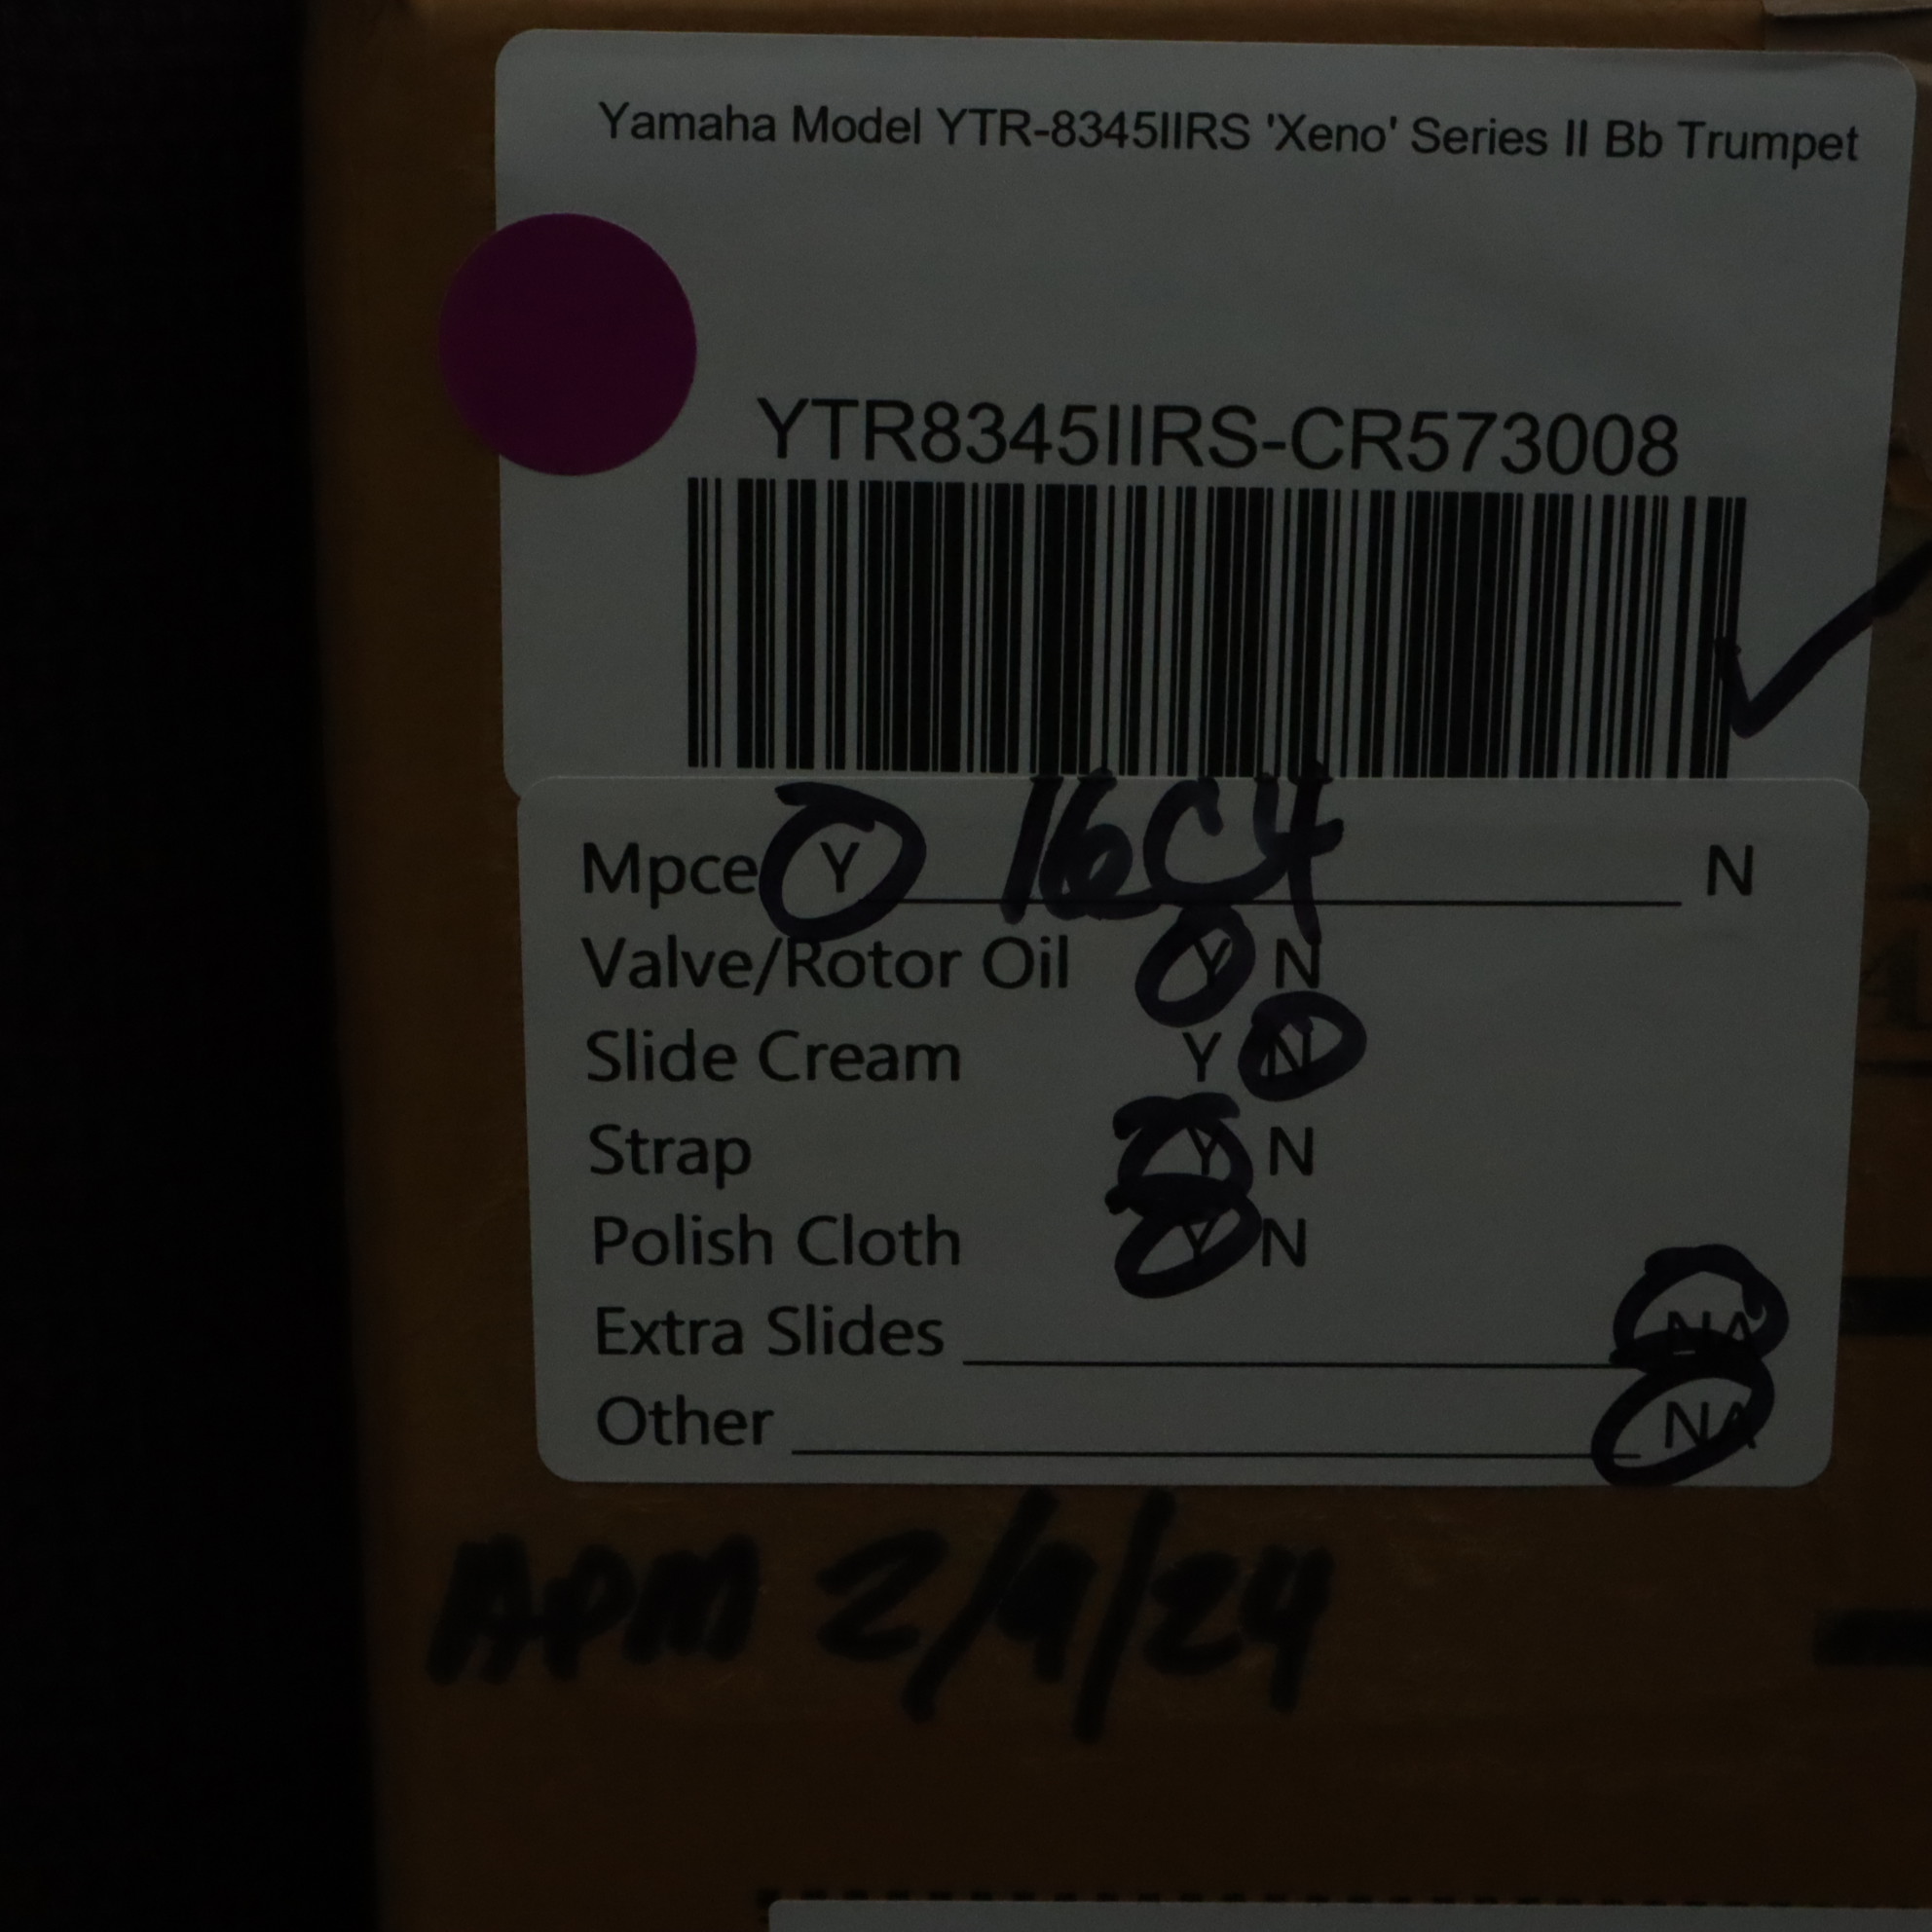 Yamaha Model YTR-8345IIRS 'Xeno' Series II Bb Trumpet
YTR8345IIRS-CR573008
Mpce Y 16C4 N
Valve/Rotor Oil Y N
Slide Cream Y N
Strap Y N
Polish Cloth Y N
Extra Slides NA
Other NA
APM 2/9/24